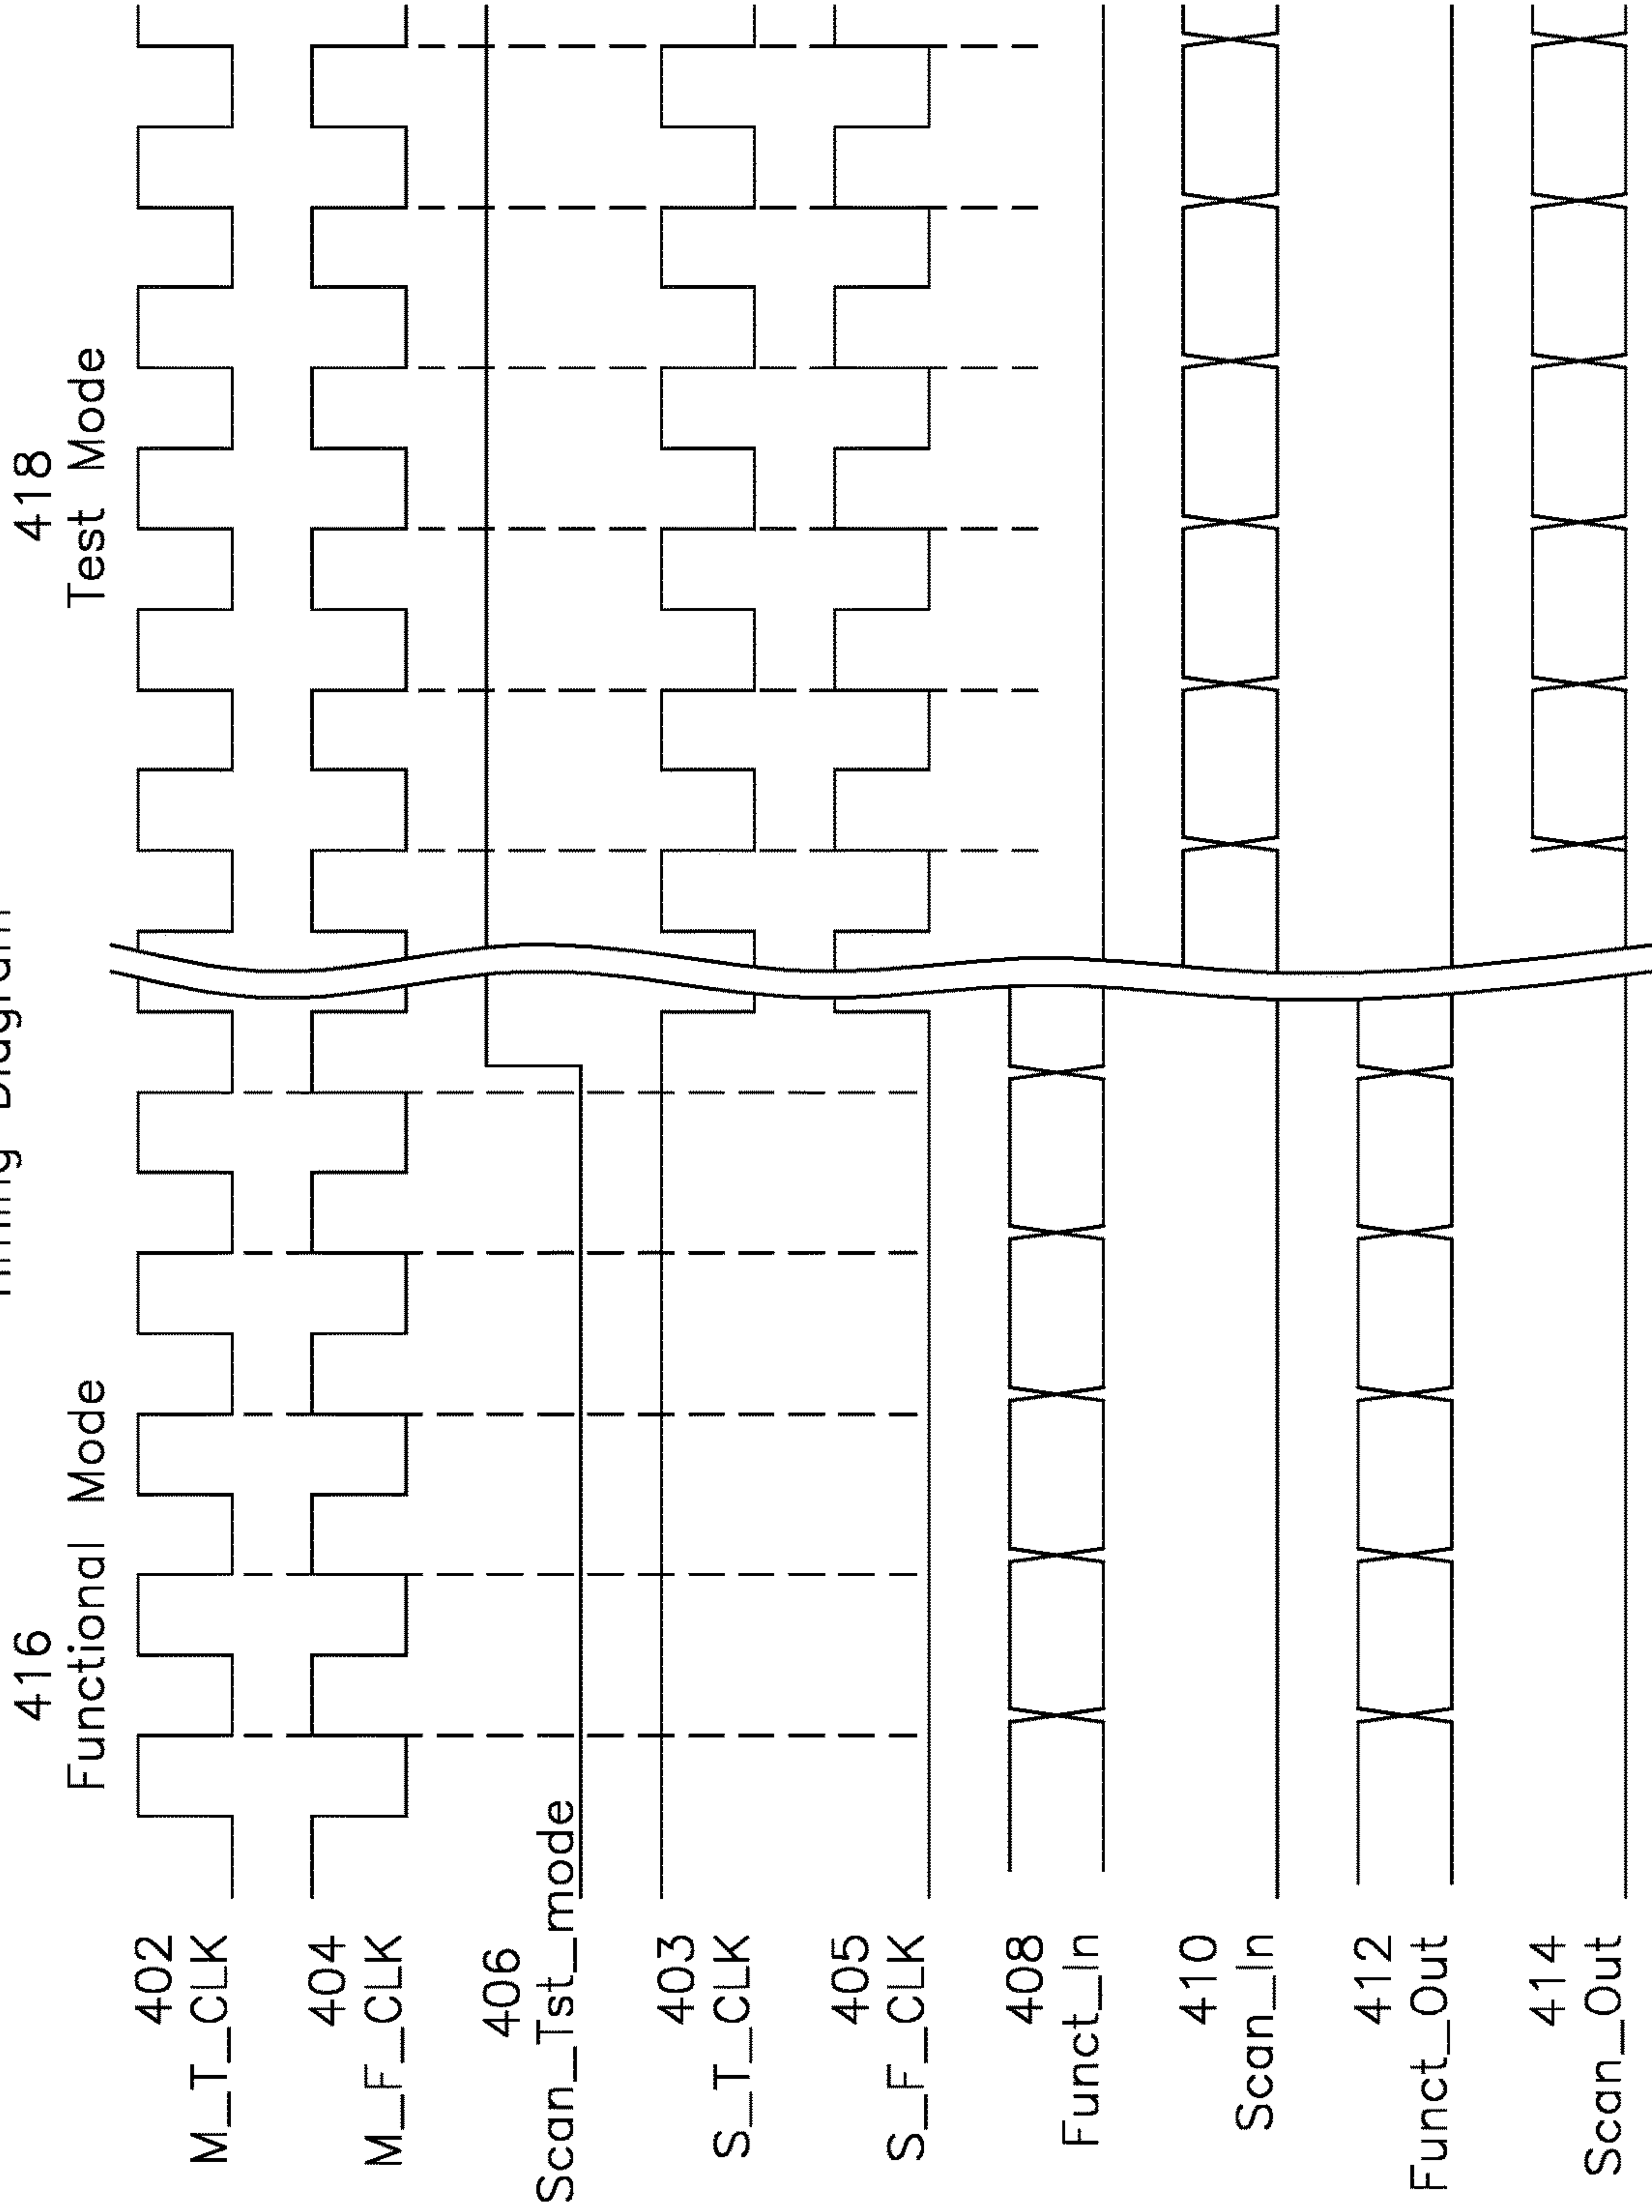 Timing Diagram
416
Functional Mode
418
Test Mode
402
M_T_CLK
404
M_F_CLK
406
Scan_Tst_mode
403
S_T_CLK
405
S_F_CLK
408
Funct_In
410
Scan_In
412
Funct_Out
414
Scan_Out